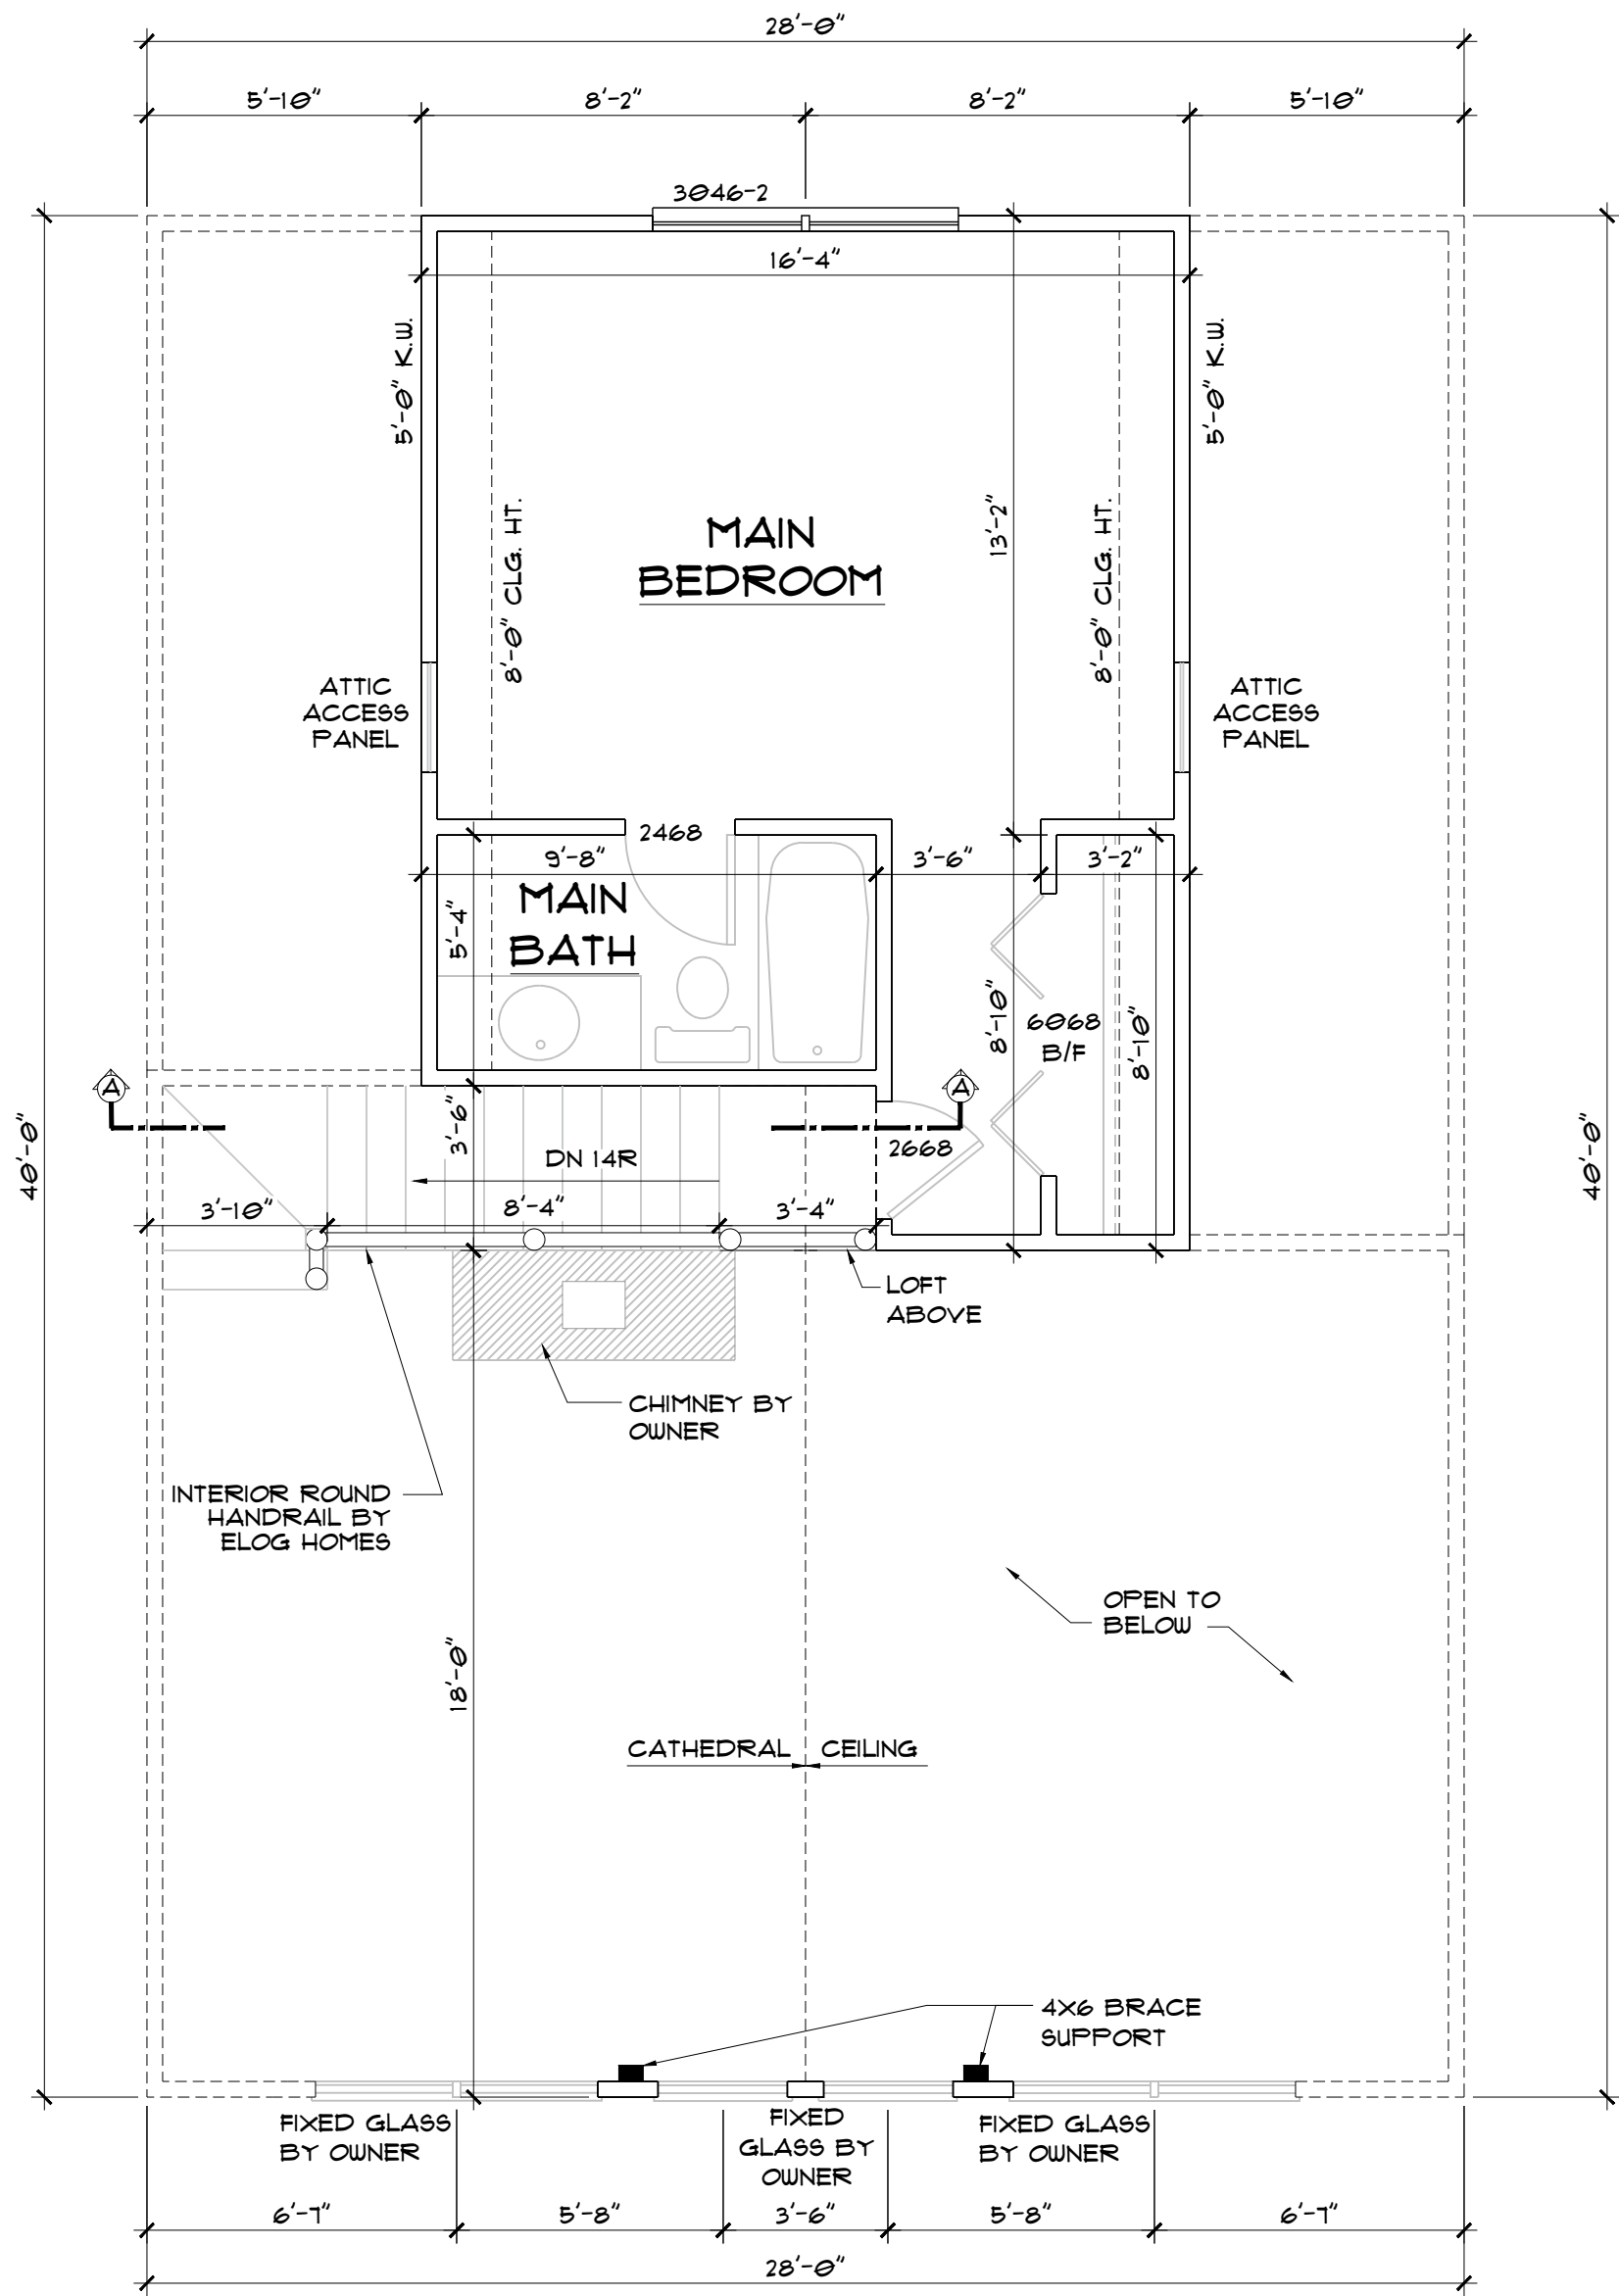 28'-0"
5'-10" 8'-2" 8'-2" 5'-10"
3046-2
16'-4"
5'-0" K.W.
5'-0" K.W.
8'-0" CLG. HT.
13'-2"
8'-0" CLG. HT.
MAIN
BEDROOM
ATTIC
ACCESS
PANEL
ATTIC
ACCESS
PANEL
2468
9'-8" 3'-6" 3'-2"
MAIN
BATH
5'-4"
8'-10"
6068
B/F
8'-10"
A
A
40'-0"
3'-6"
40'-0"
2668
DN 14R
3'-10" 8'-4" 3'-4"
LOFT
ABOVE
CHIMNEY BY
OWNER
INTERIOR ROUND
HANDRAIL BY
ELOG HOMES
OPEN TO
BELOW
18'-0"
CATHEDRAL CEILING
4X6 BRACE
SUPPORT
FIXED GLASS
BY OWNER
FIXED
GLASS BY
OWNER
FIXED GLASS
BY OWNER
6'-7" 5'-8" 3'-6" 5'-8" 6'-7"
28'-0"